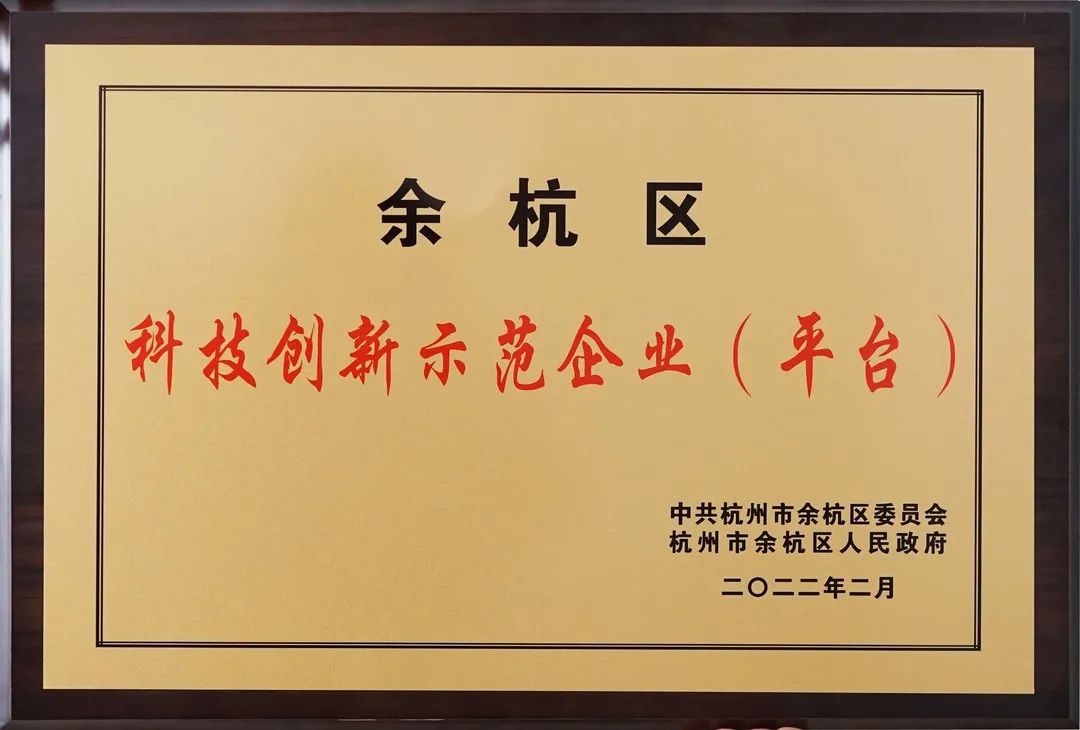 余杭区
科技创新示范企业（平台）
中共杭州市余杭区委员会
杭州市余杭区人民政府
二〇二二年二月